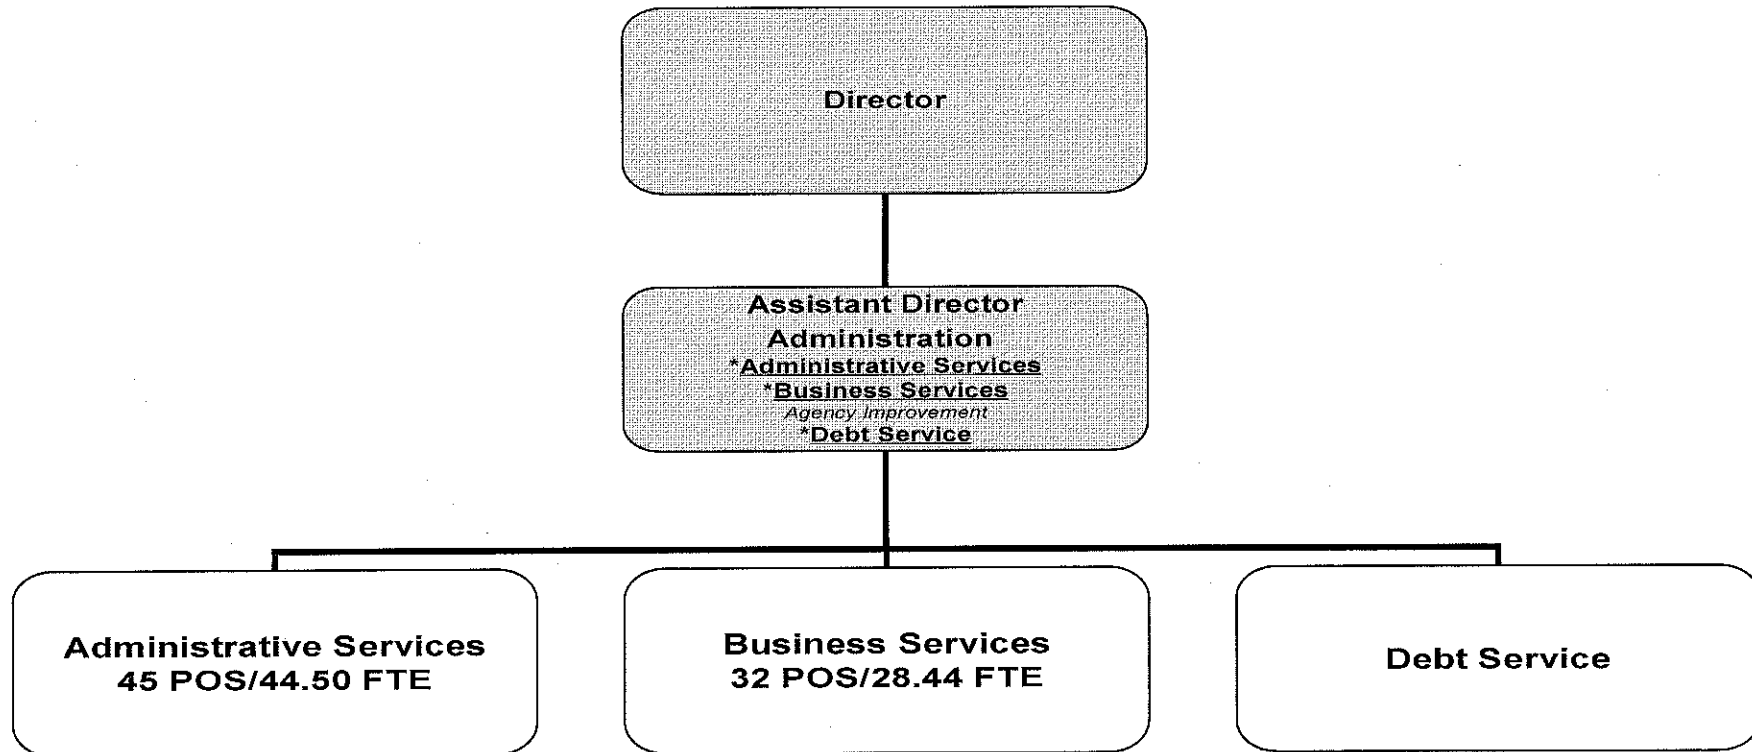 Director
Assistant Director
Administration
*Administrative Services
*Business Services
Agency Improvement
*Debt Service
Administrative Services
45 POS/44.50 FTE
Business Services
32 POS/28.44 FTE
Debt Service